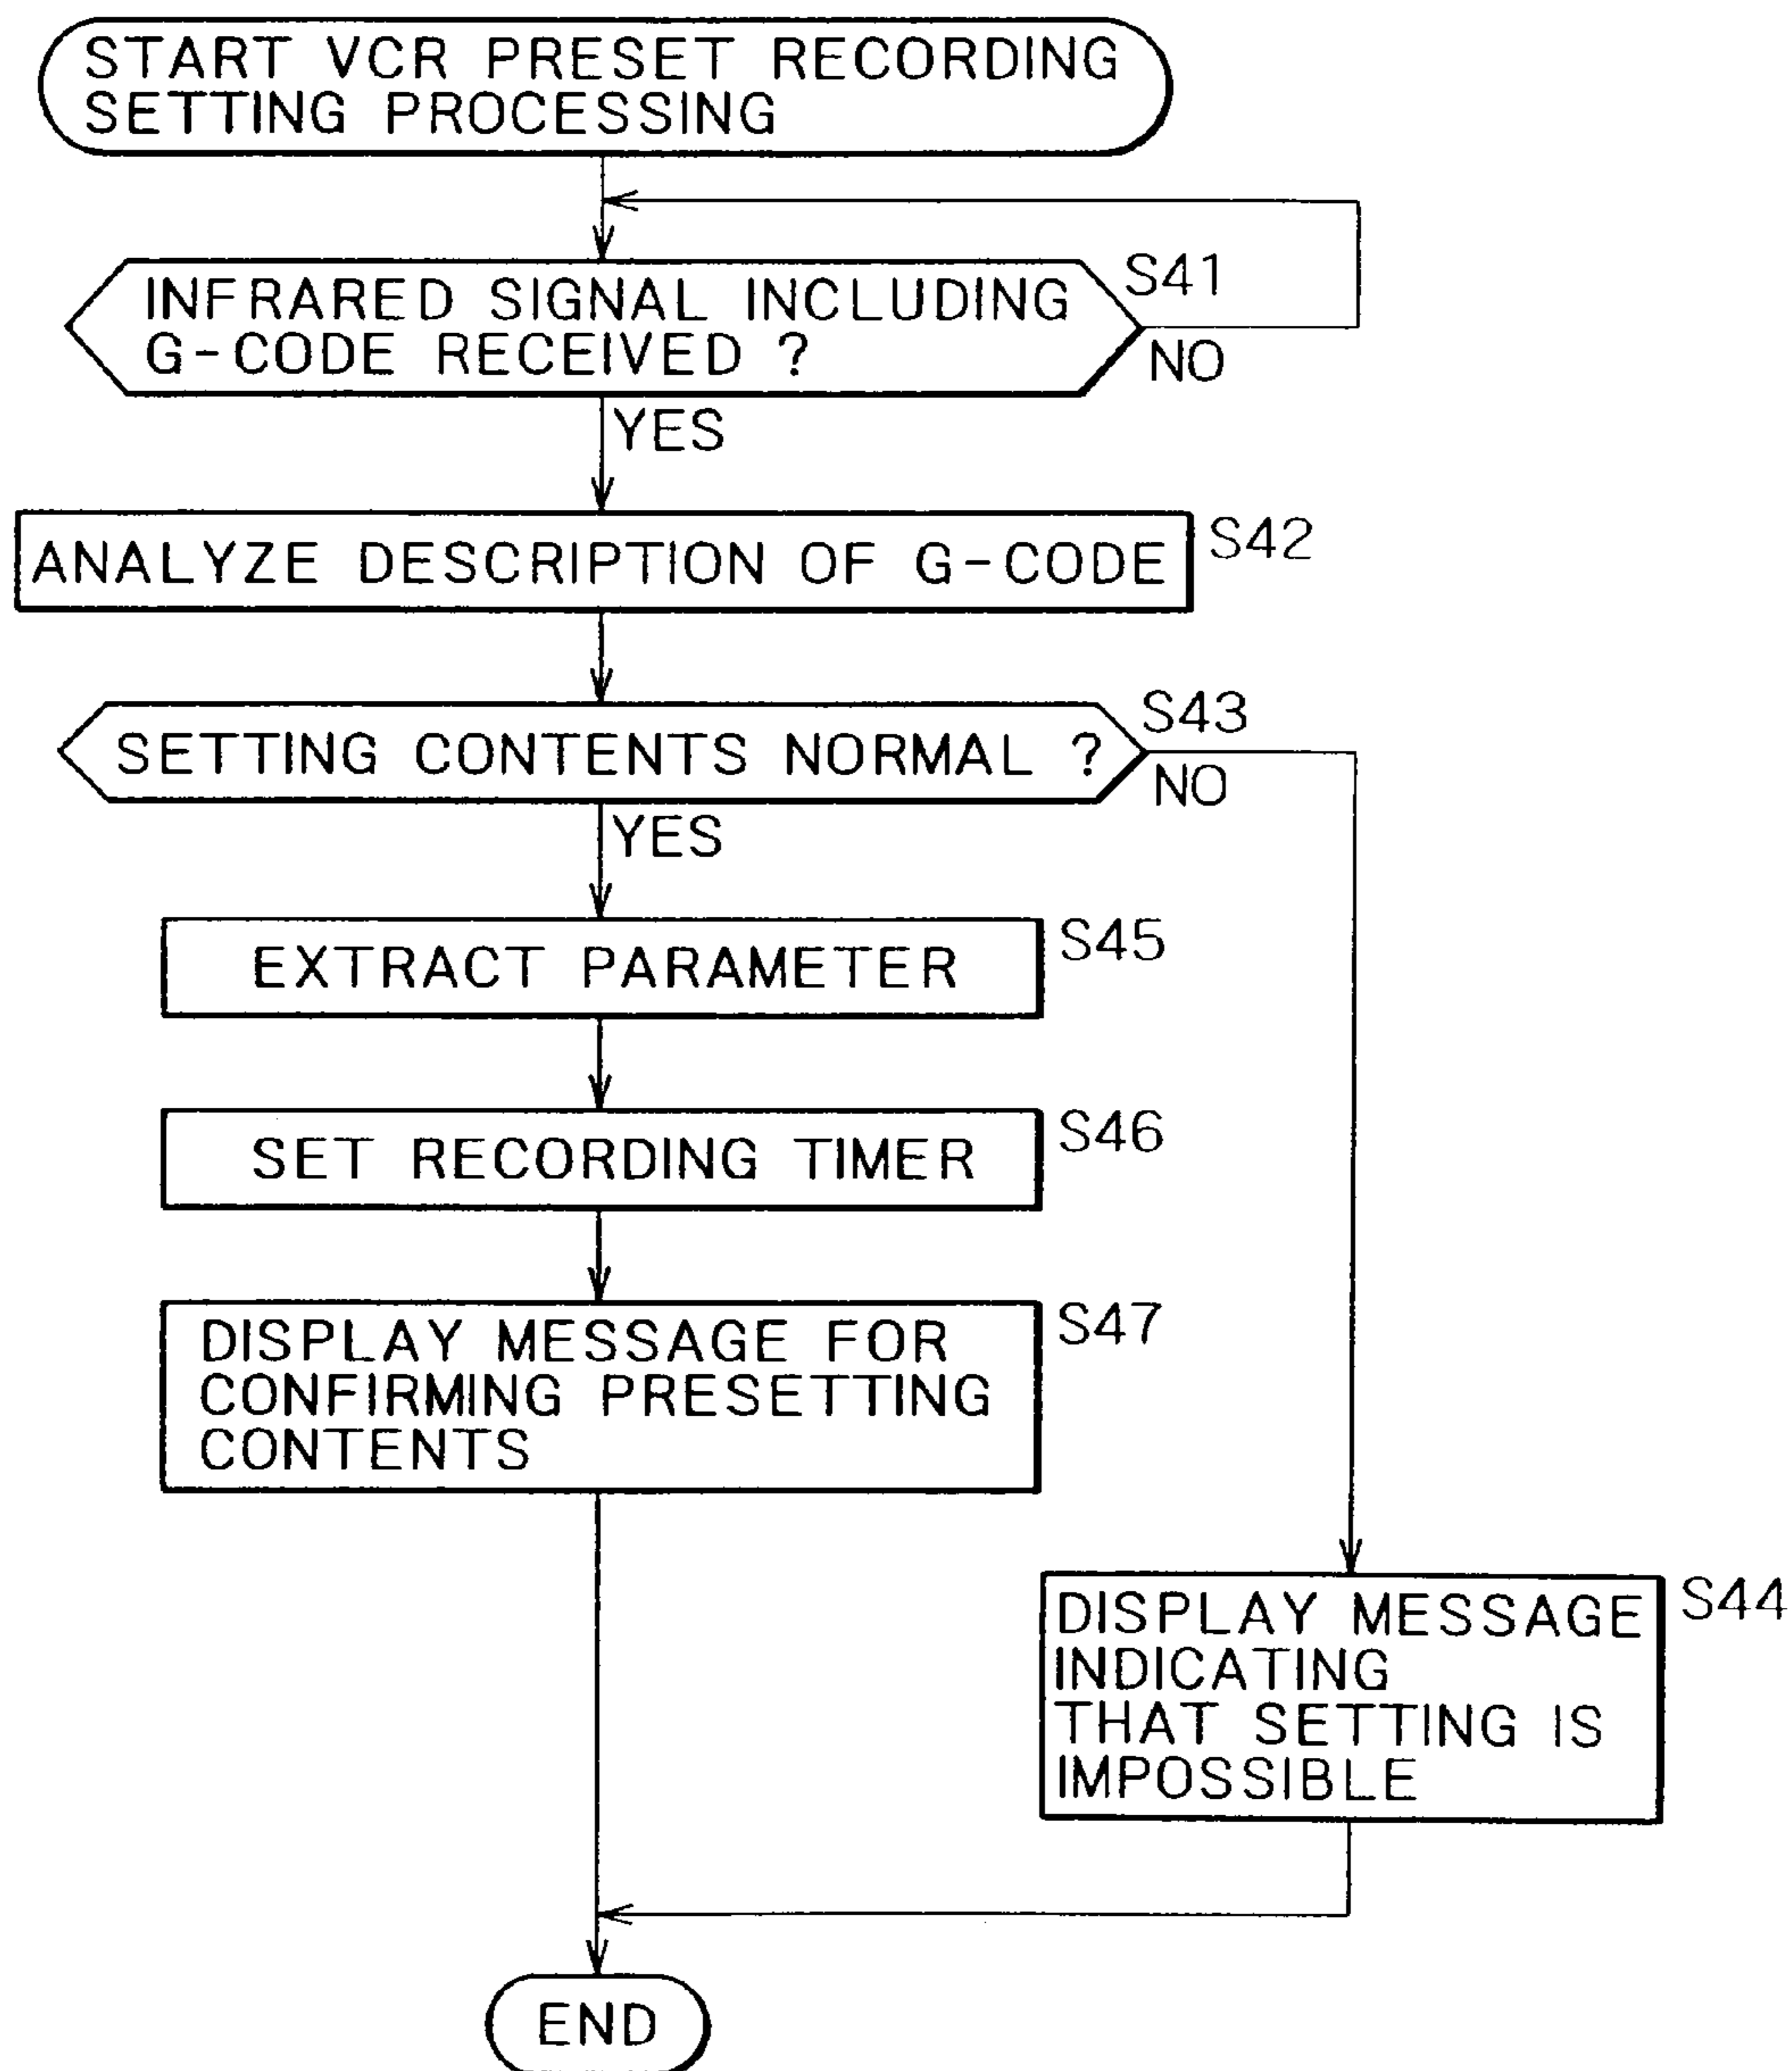 START VCR PRESET RECORDING
SETTING PROCESSING
INFRARED SIGNAL INCLUDING
G-CODE RECEIVED ?
S41
NO
YES
ANALYZE DESCRIPTION OF G-CODE
S42
SETTING CONTENTS NORMAL ?
S43
NO
YES
EXTRACT PARAMETER
S45
SET RECORDING TIMER
S46
DISPLAY MESSAGE FOR
CONFIRMING PRESETTING
CONTENTS
S47
DISPLAY MESSAGE
INDICATING
THAT SETTING IS
IMPOSSIBLE
S44
END